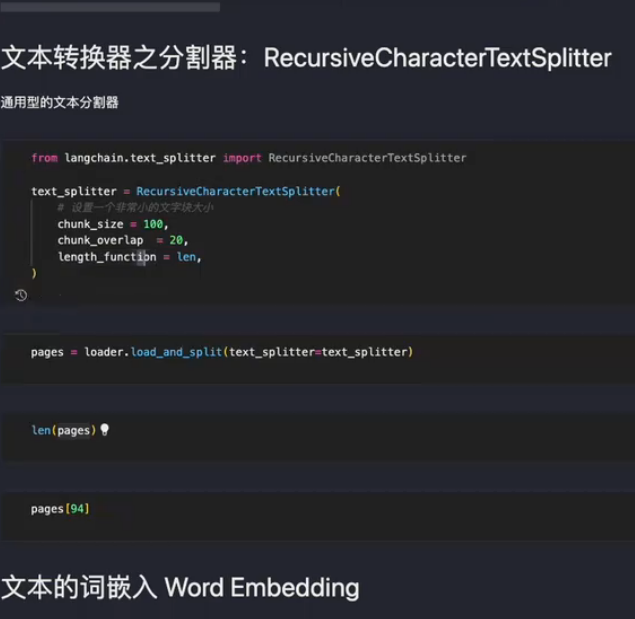 文本转换器之分割器：RecursiveCharacterTextSplitter
通用型的文本分割器
from langchain.text_splitter import RecursiveCharacterTextSplitter
text_splitter = RecursiveCharacterTextSplitter(
# 设置一个非常小的文字块大小
chunk_size = 100,
chunk_overlap  = 20,
length_function = len,
)
pages = loader.load_and_split(text_splitter=text_splitter)
len(pages)
pages[94]
文本的词嵌入 Word Embedding